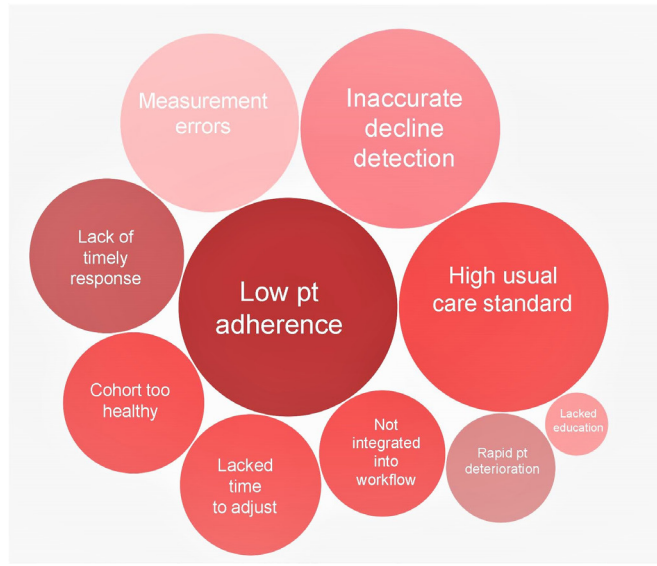 Measurement
errors
Inaccurate
decline
detection
Lack of
timely
response
Low pt
adherence
High usual
care standard
Cohort too
healthy
Lacked
time
to adjust
Not
integrated
into
workflow
Rapid pt
deterioration
Lacked
education